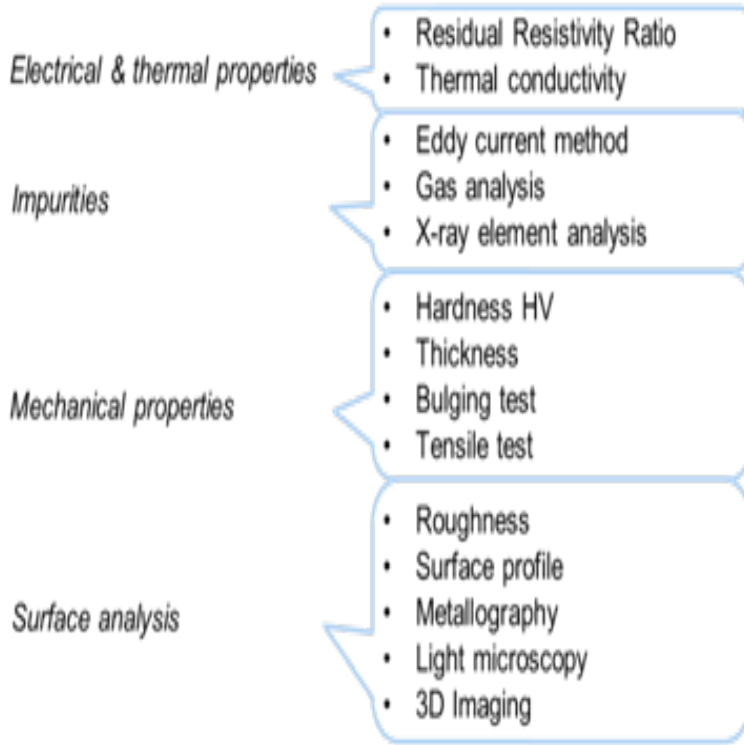 Electrical & thermal properties
• Residual Resistivity Ratio
• Thermal conductivity
Impurities
• Eddy current method
• Gas analysis
• X-ray element analysis
Mechanical properties
• Hardness HV
• Thickness
• Bulging test
• Tensile test
Surface analysis
• Roughness
• Surface profile
• Metallography
• Light microscopy
• 3D Imaging